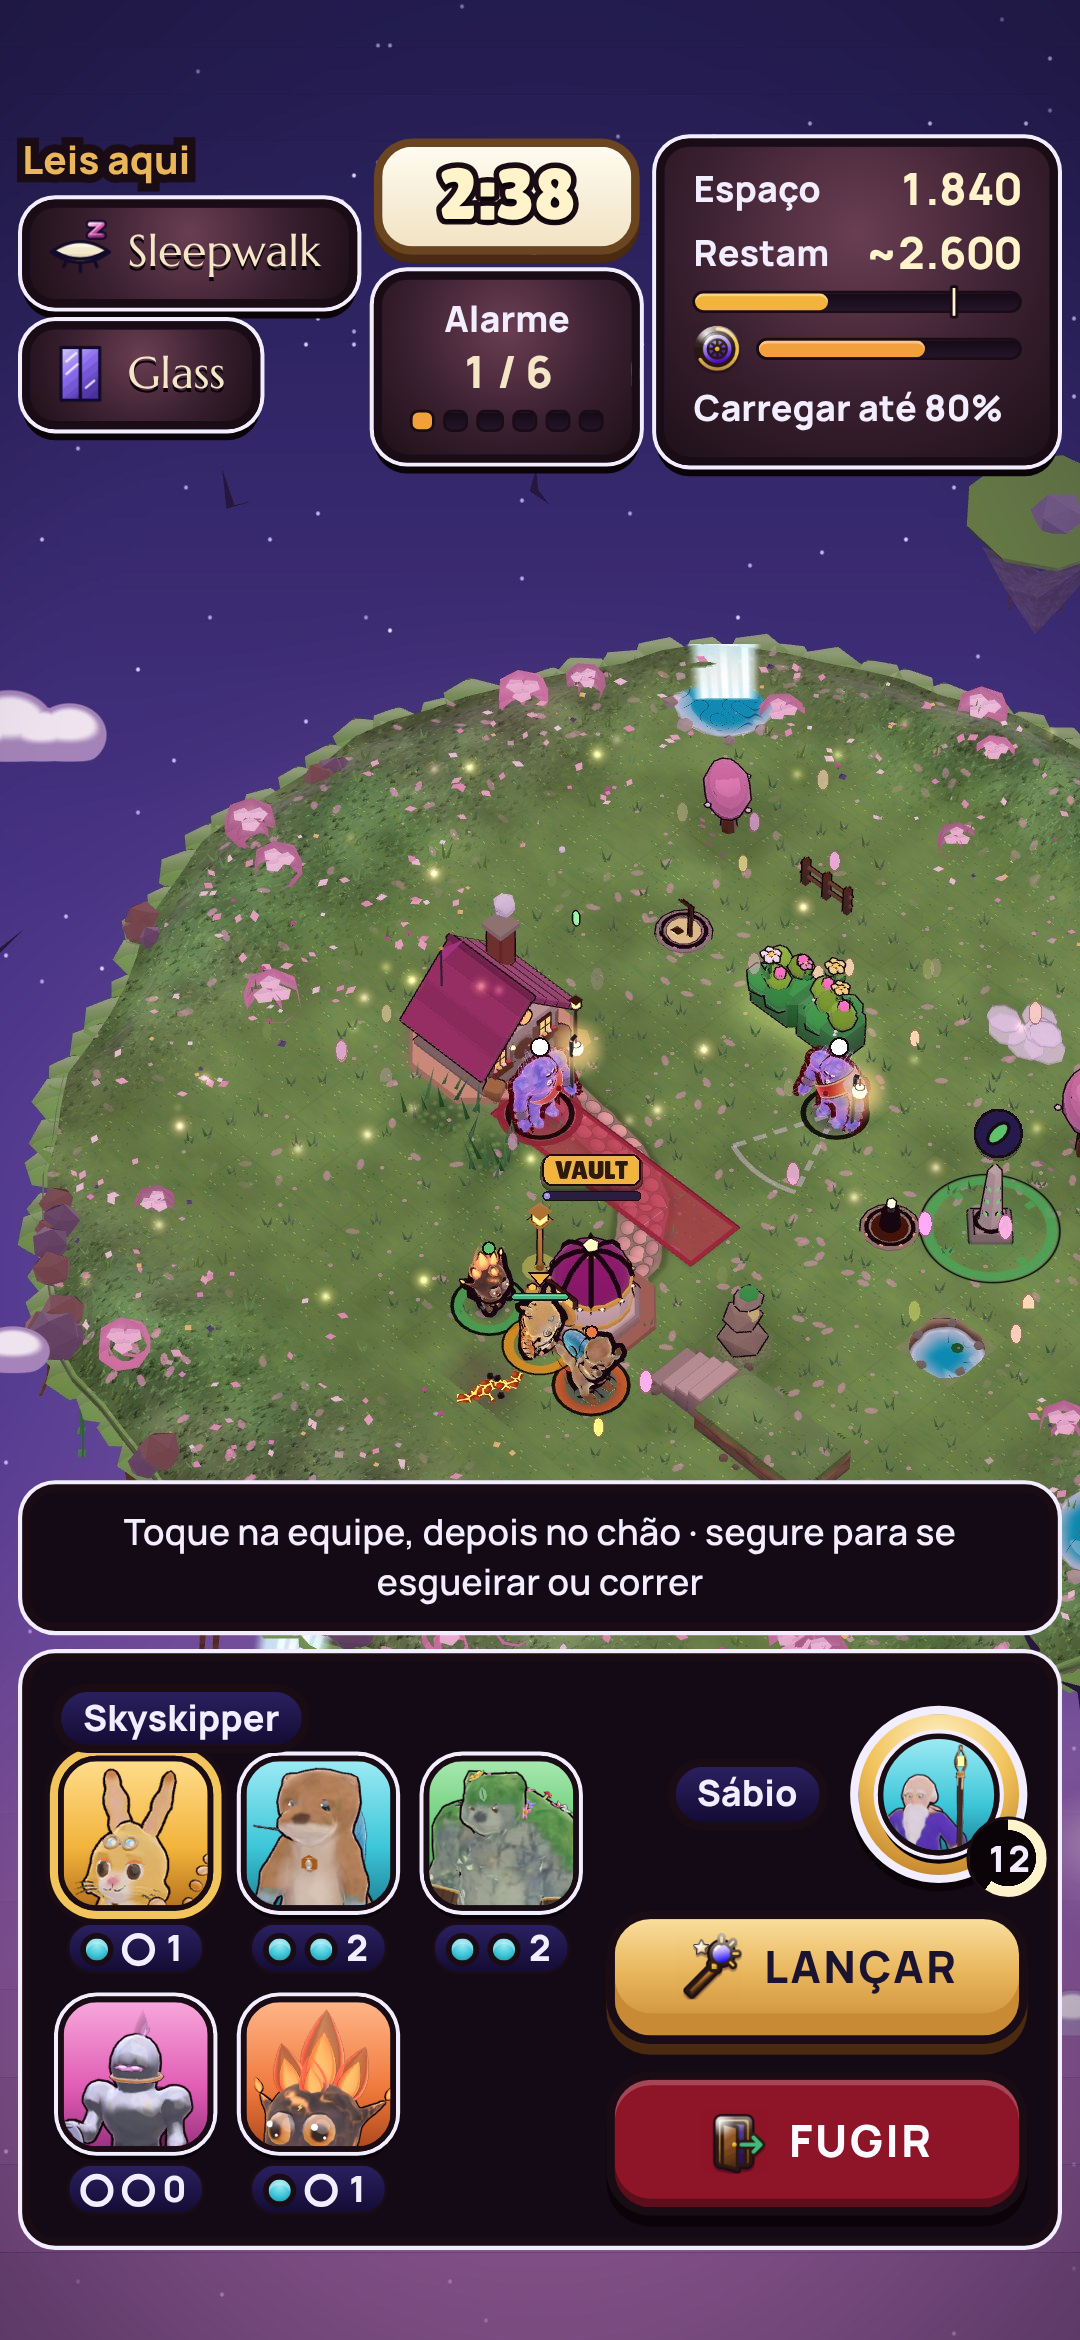 Leis aqui
Sleepwalk
Glass
2:38
Alarme
1 / 6
Espaço 1.840
Restam ~2.600
Carregar até 80%
VAULT
Toque na equipe, depois no chão · segure para se
esgueirar ou correr
Skyskipper
1
2
2
0
1
Sábio
12
LANÇAR
FUGIR